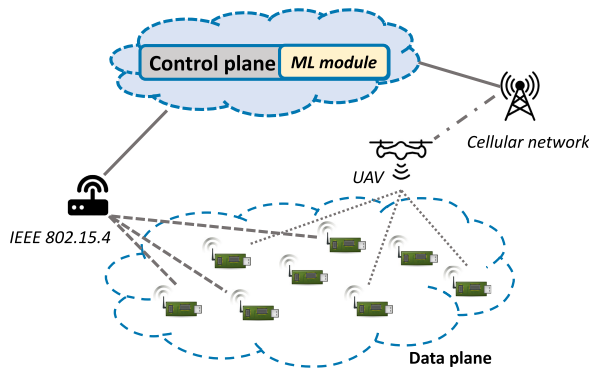 Control plane
ML module
Cellular network
UAV
IEEE 802.15.4
Data plane